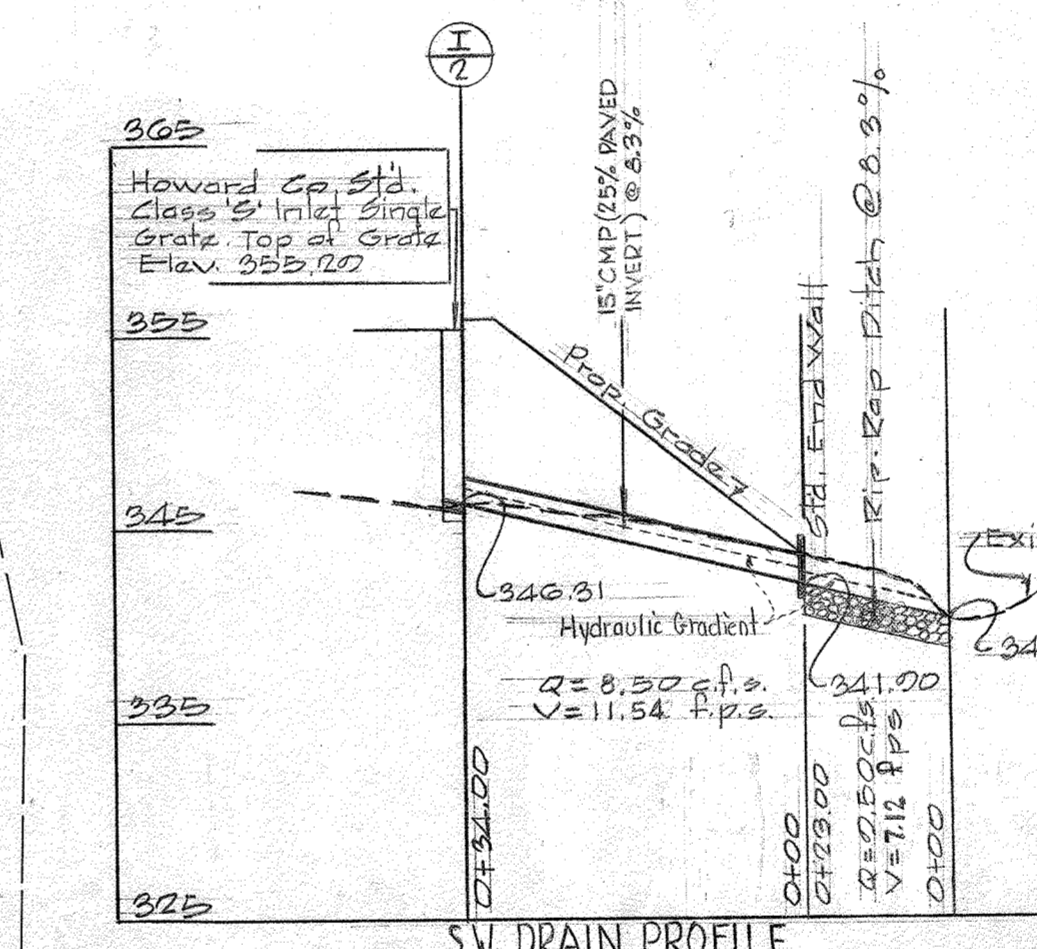 I
2
365
Howard Co. Std.
Class 'S' Inlet Single
Grate. Top of Grate
Elev. 355.20
355
345
335
325
15" CMP (25% PAVED
INVERT) @ 8.3%
Prop. Grade
Std. End Wall
Rip-Rap Ditch @ 8.3%
346.31
Hydraulic Gradient
Q = 8.50 c.f.s.
V = 11.54 f.p.s.
341.90
Q = 9.50 c.f.s.
V = 7.12 fps
0+34.00
0+00
0+23.00
0+00
S.W. DRAIN PROFILE